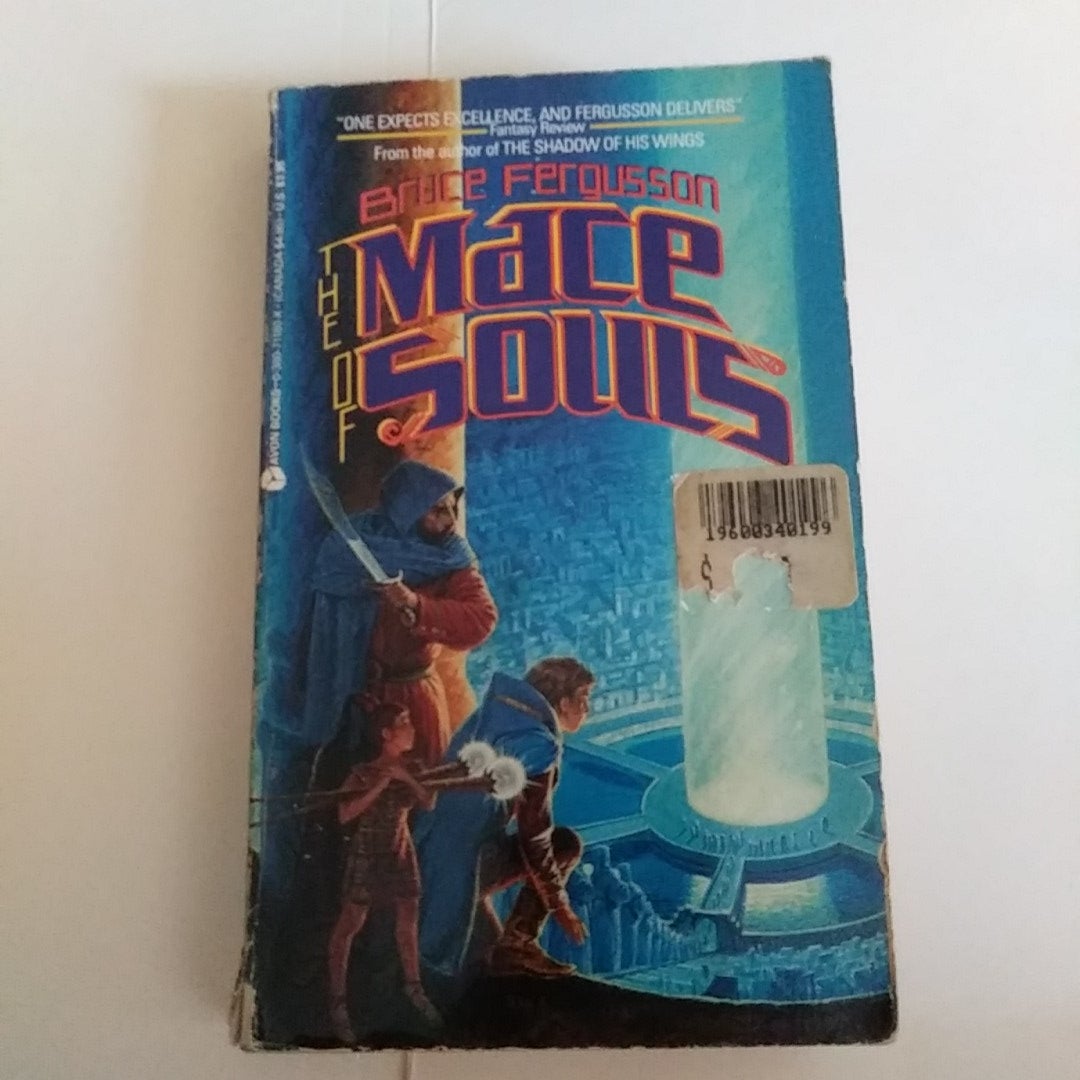 "ONE EXPECTS EXCELLENCE, AND FERGUSSON DELIVERS"
Fantasy Review
From the author of THE SHADOW OF HIS WINGS
Bruce Fergusson
THE Mace
OF Souls
19600340199
AVON BOOKS
(CANADA U.S.